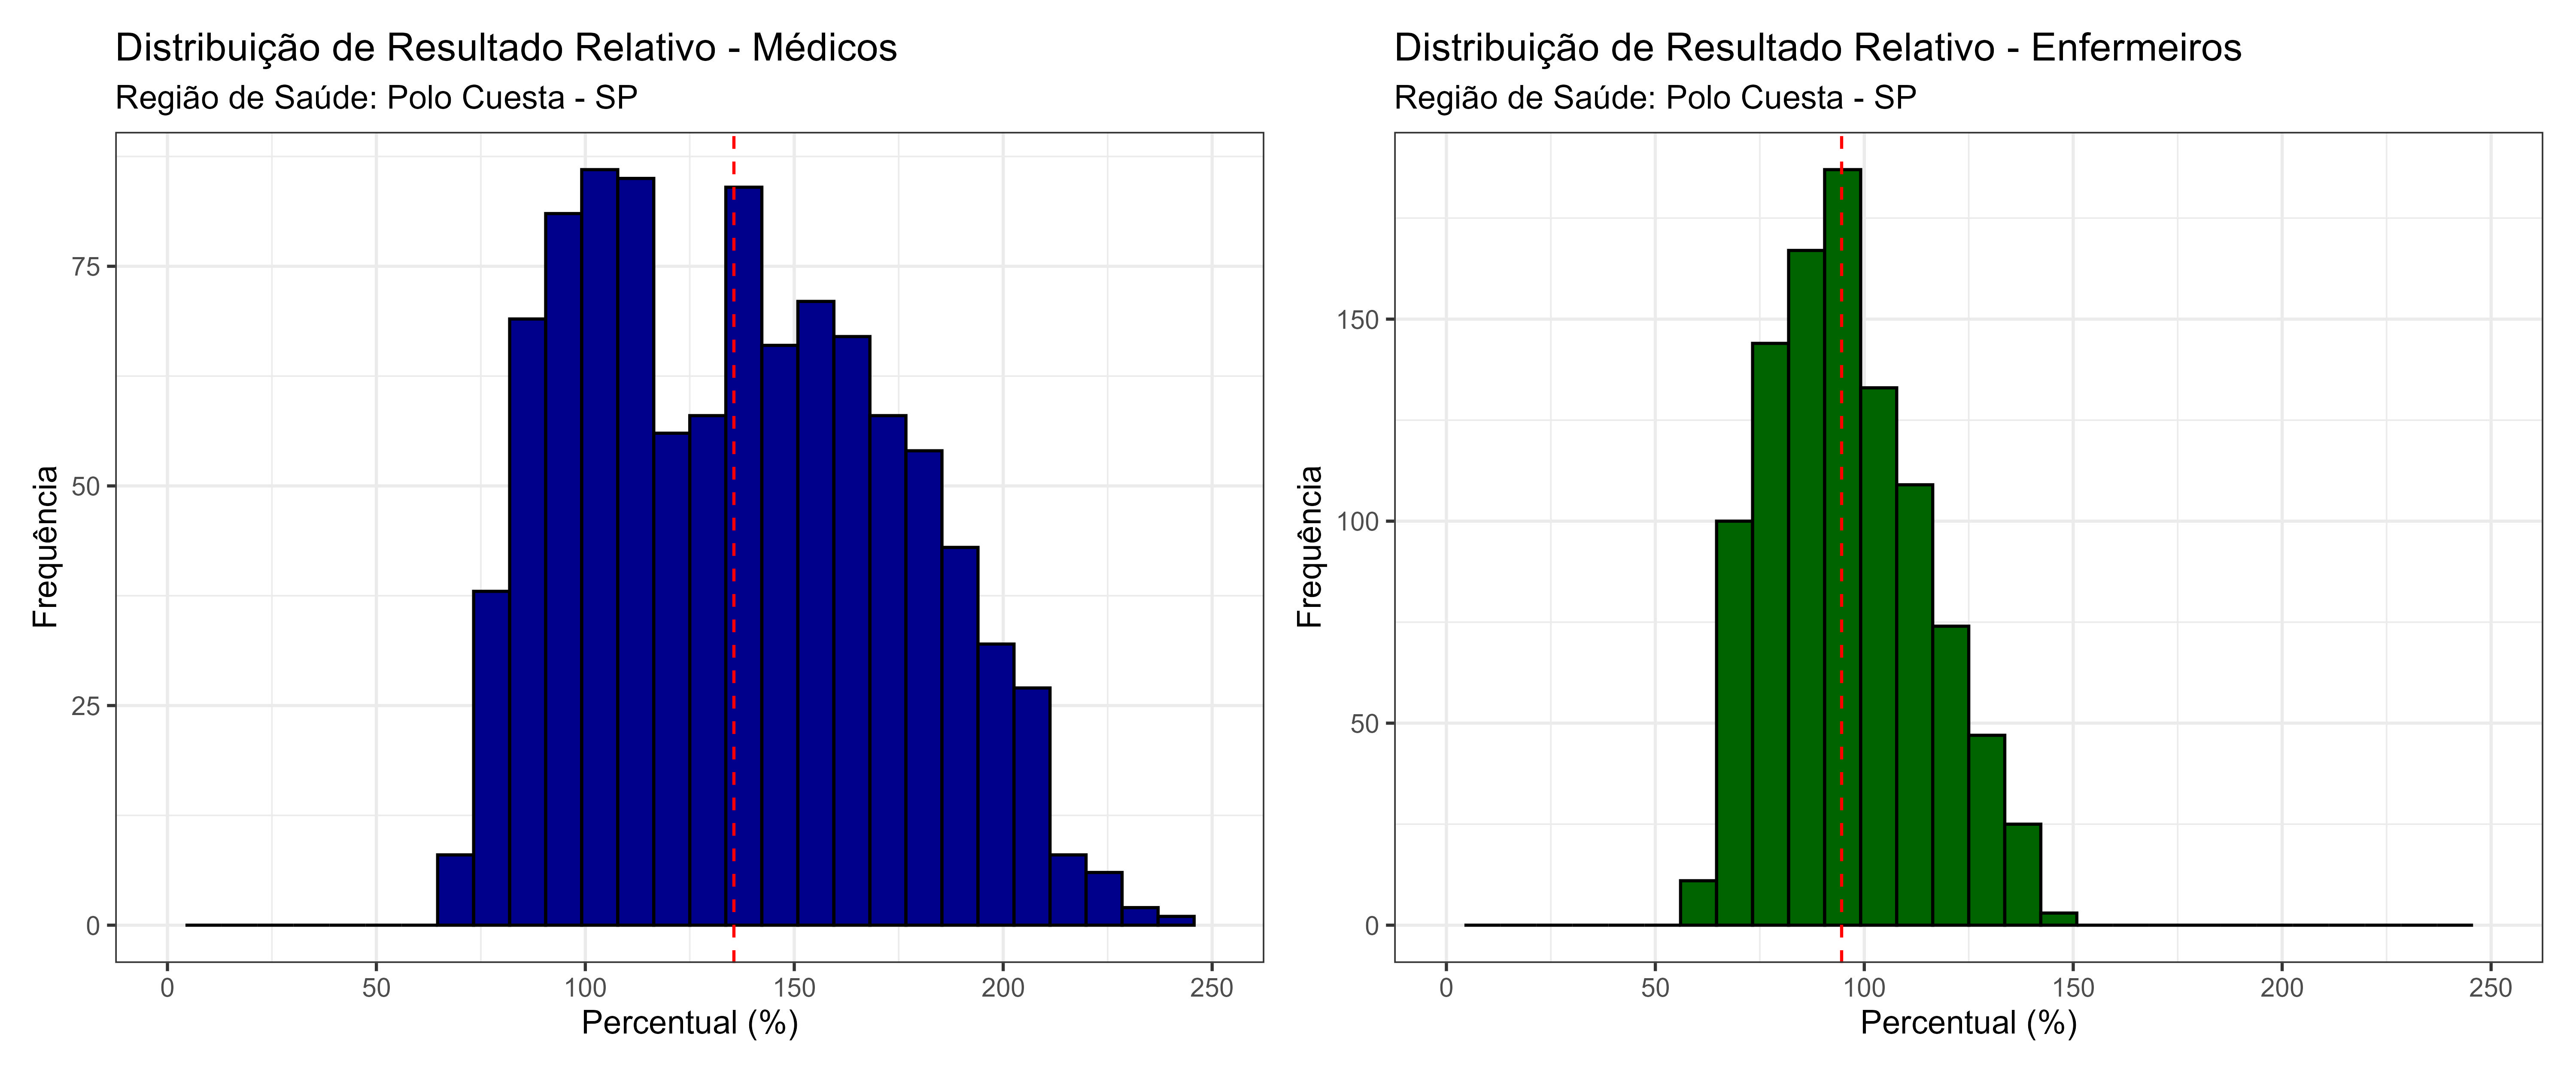 Distribuição de Resultado Relativo - Médicos
Região de Saúde: Polo Cuesta - SP
Frequência
75
50
25
0
0 50 100 150 200 250
Percentual (%)
Distribuição de Resultado Relativo - Enfermeiros
Região de Saúde: Polo Cuesta - SP
Frequência
150
100
50
0
0 50 100 150 200 250
Percentual (%)